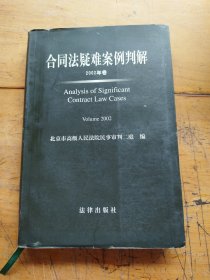 合同法疑难案例判解
2002年卷
Analysis of Significant
Contract Law Cases
Volume 2002
北京市高级人民法院民事审判二庭 编
法律出版社